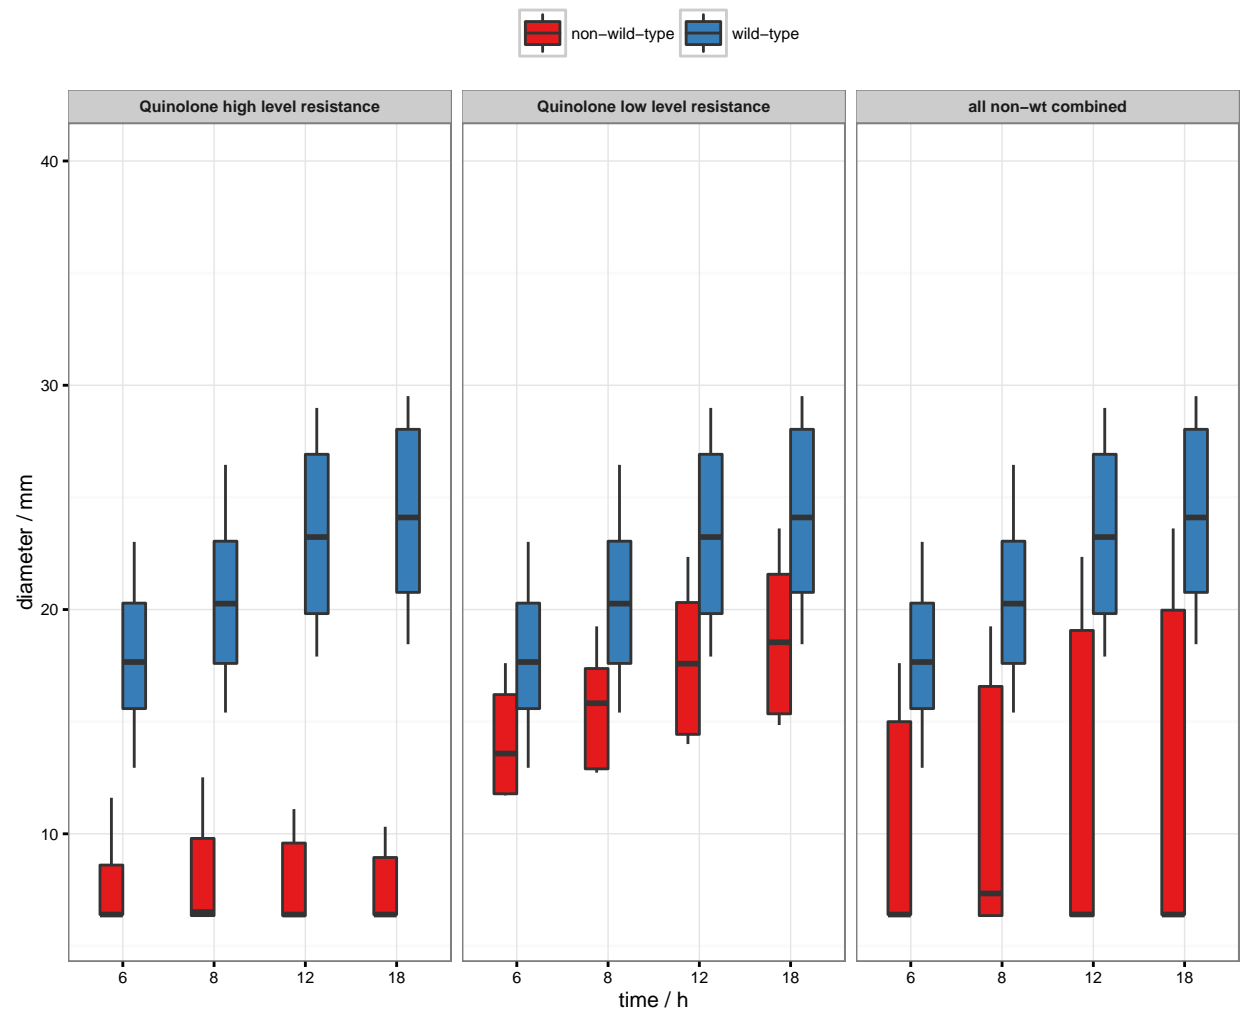 non−wild−type wild−type
Quinolone high level resistance Quinolone low level resistance all non−wt combined
40
30
20
10
diameter / mm
6 8 12 18 6 8 12 18 6 8 12 18
time / h